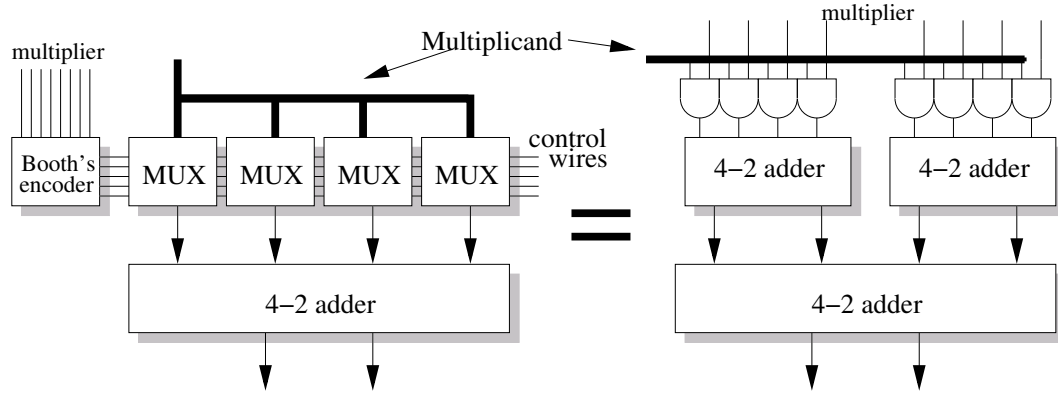 multiplier
Multiplicand
multiplier
Booth's
encoder
MUX
MUX
MUX
MUX
control
wires
4−2 adder
4−2 adder
4−2 adder
4−2 adder